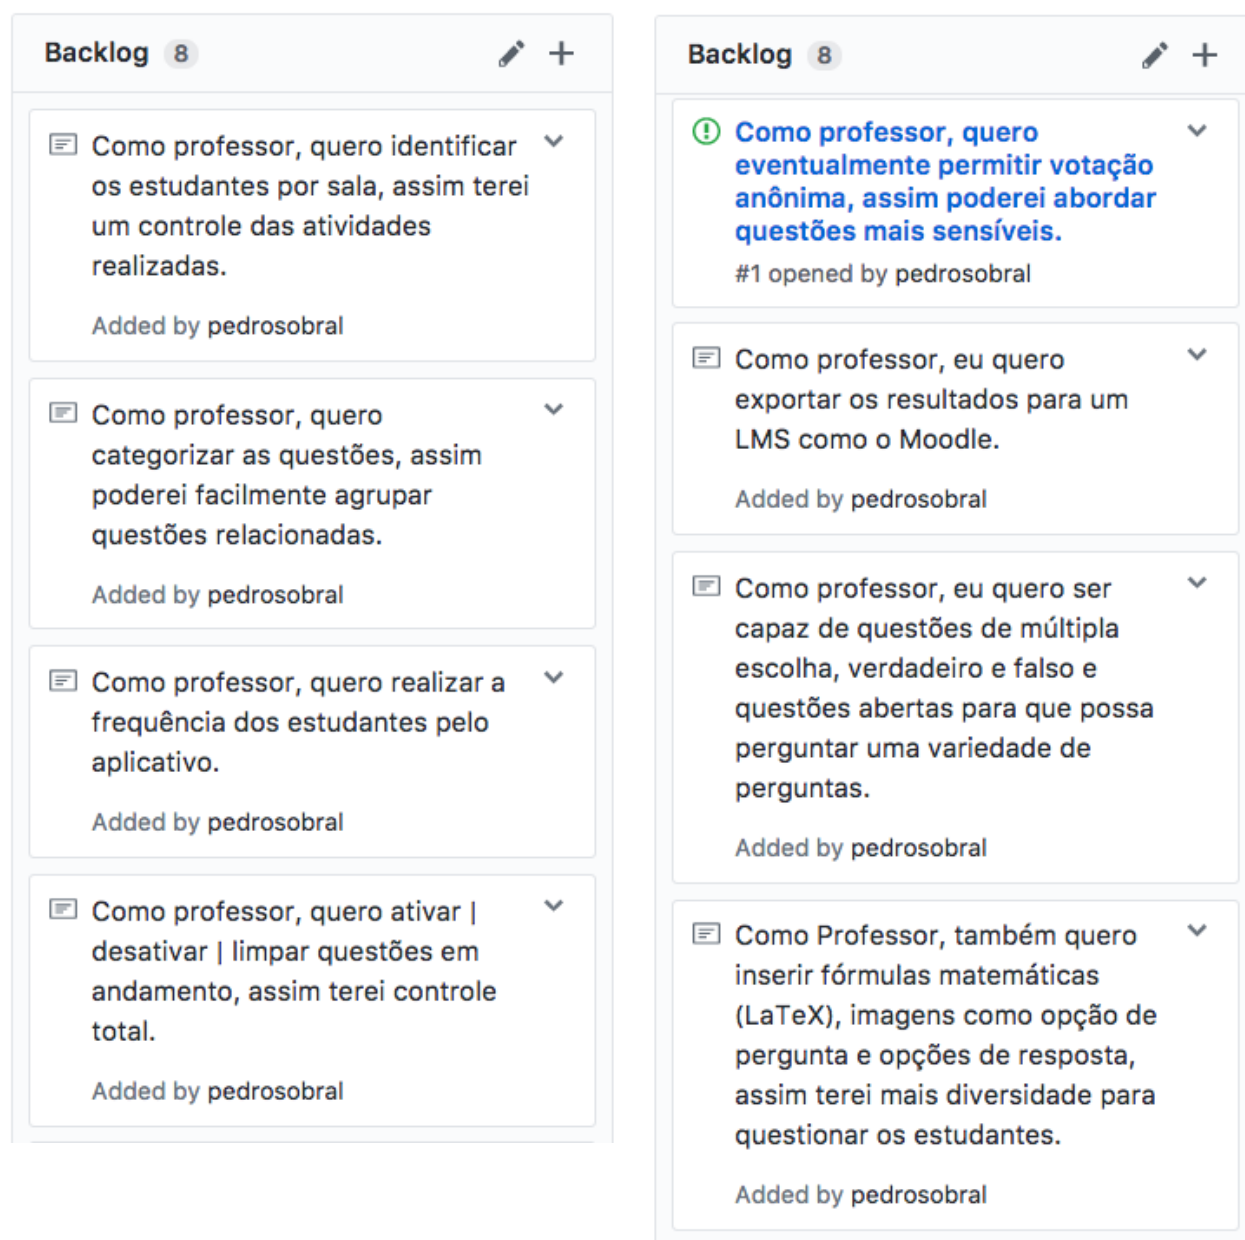 Backlog 8
Como professor, quero identificar
os estudantes por sala, assim terei
um controle das atividades
realizadas.
Added by pedrosobral
Como professor, quero
categorizar as questões, assim
poderei facilmente agrupar
questões relacionadas.
Added by pedrosobral
Como professor, quero realizar a
frequência dos estudantes pelo
aplicativo.
Added by pedrosobral
Como professor, quero ativar |
desativar | limpar questões em
andamento, assim terei controle
total.
Added by pedrosobral
Backlog 8
Como professor, quero
eventualmente permitir votação
anônima, assim poderei abordar
questões mais sensíveis.
#1 opened by pedrosobral
Como professor, eu quero
exportar os resultados para um
LMS como o Moodle.
Added by pedrosobral
Como professor, eu quero ser
capaz de questões de múltipla
escolha, verdadeiro e falso e
questões abertas para que possa
perguntar uma variedade de
perguntas.
Added by pedrosobral
Como Professor, também quero
inserir fórmulas matemáticas
(LaTeX), imagens como opção de
pergunta e opções de resposta,
assim terei mais diversidade para
questionar os estudantes.
Added by pedrosobral